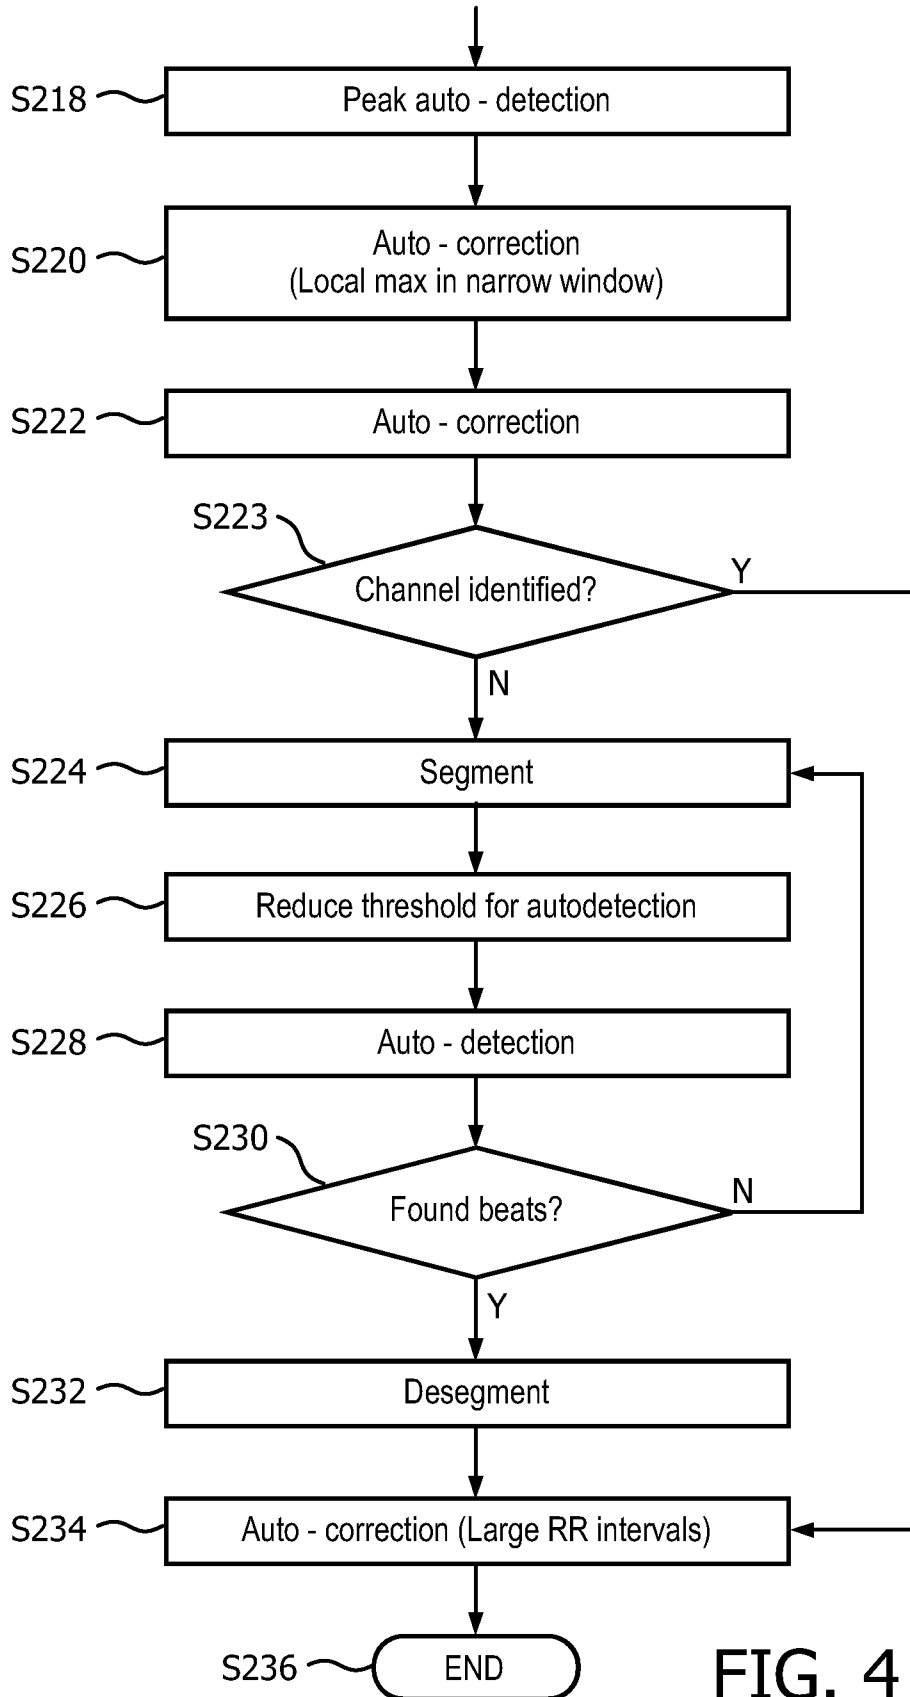 S218
Peak auto - detection
S220
Auto - correction
(Local max in narrow window)
S222
Auto - correction
S223
Channel identified?
Y
N
S224
Segment
S226
Reduce threshold for autodetection
S228
Auto - detection
S230
Found beats?
N
Y
S232
Desegment
S234
Auto - correction (Large RR intervals)
S236
END
FIG. 4